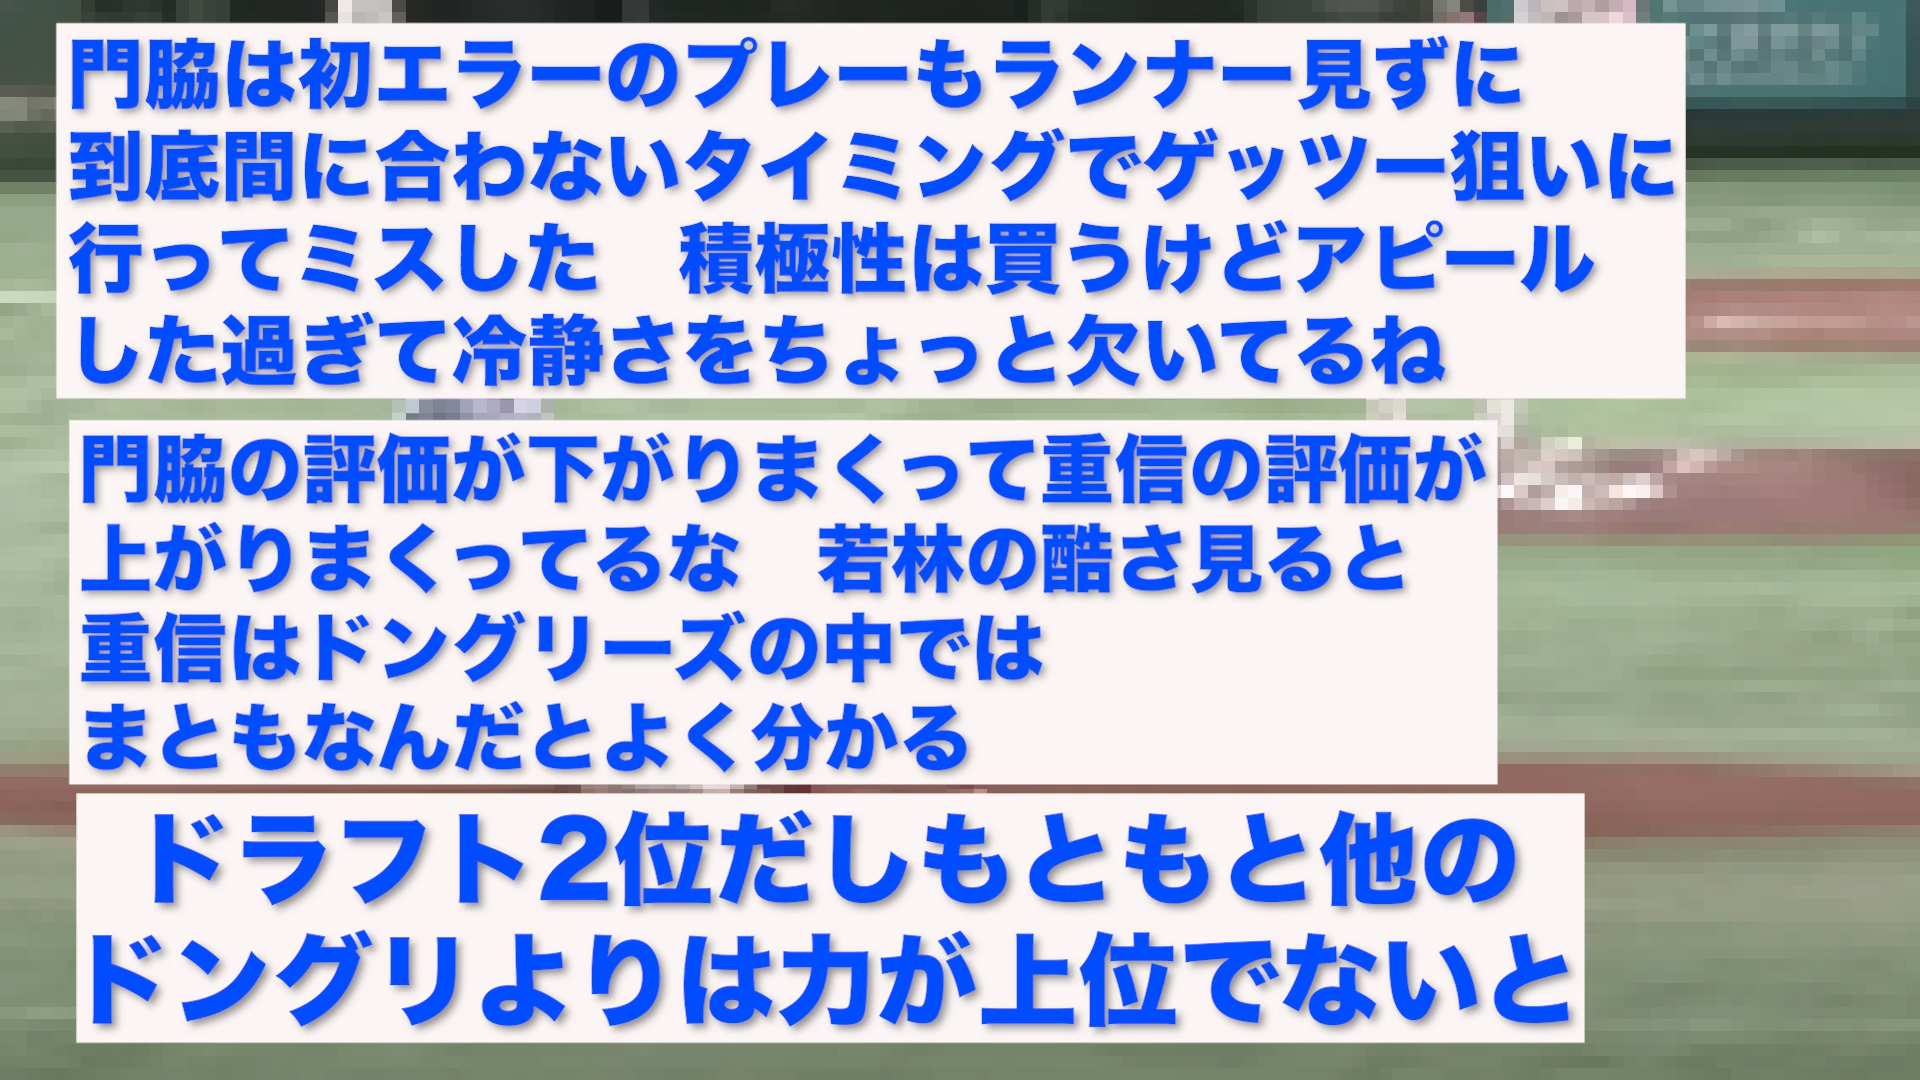 門脇は初エラーのプレーもランナー見ずに
到底間に合わないタイミングでゲッツー狙いに
行ってミスした　積極性は買うけどアピール
した過ぎて冷静さをちょっと欠いてるね
門脇の評価が下がりまくって重信の評価が
上がりまくってるな　若林の酷さ見ると
重信はドングリーズの中では
まともなんだとよく分かる
ドラフト2位だしもともと他の
ドングリよりは力が上位でないと